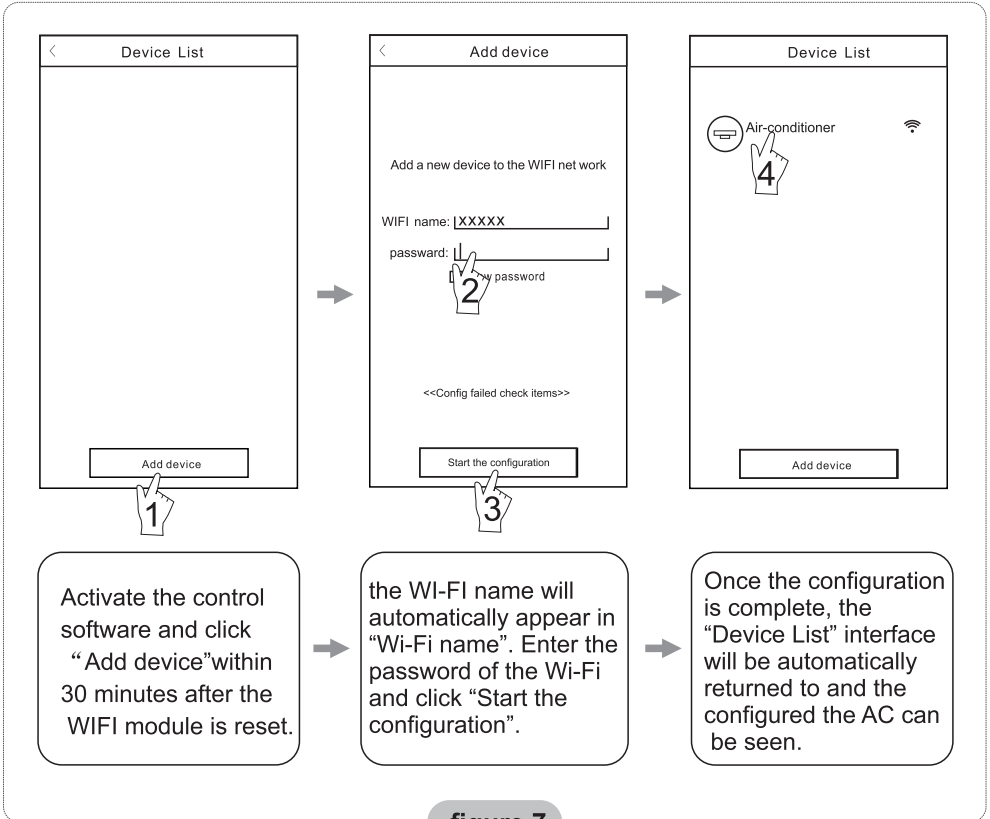 Device List
Add device
1
Add device
Add a new device to the WIFI net work
WIFI name: XXXXX
passward:
password
2
<<Config failed check items>>
Start the configuration
3
Device List
Air-conditioner
4
Add device
Activate the control
software and click
“Add device”within
30 minutes after the
WIFI module is reset.
the WI-FI name will
automatically appear in
“Wi-Fi name”. Enter the
password of the Wi-Fi
and click “Start the
configuration”.
Once the configuration
is complete, the
“Device List” interface
will be automatically
returned to and the
configured the AC can
be seen.
figure 7